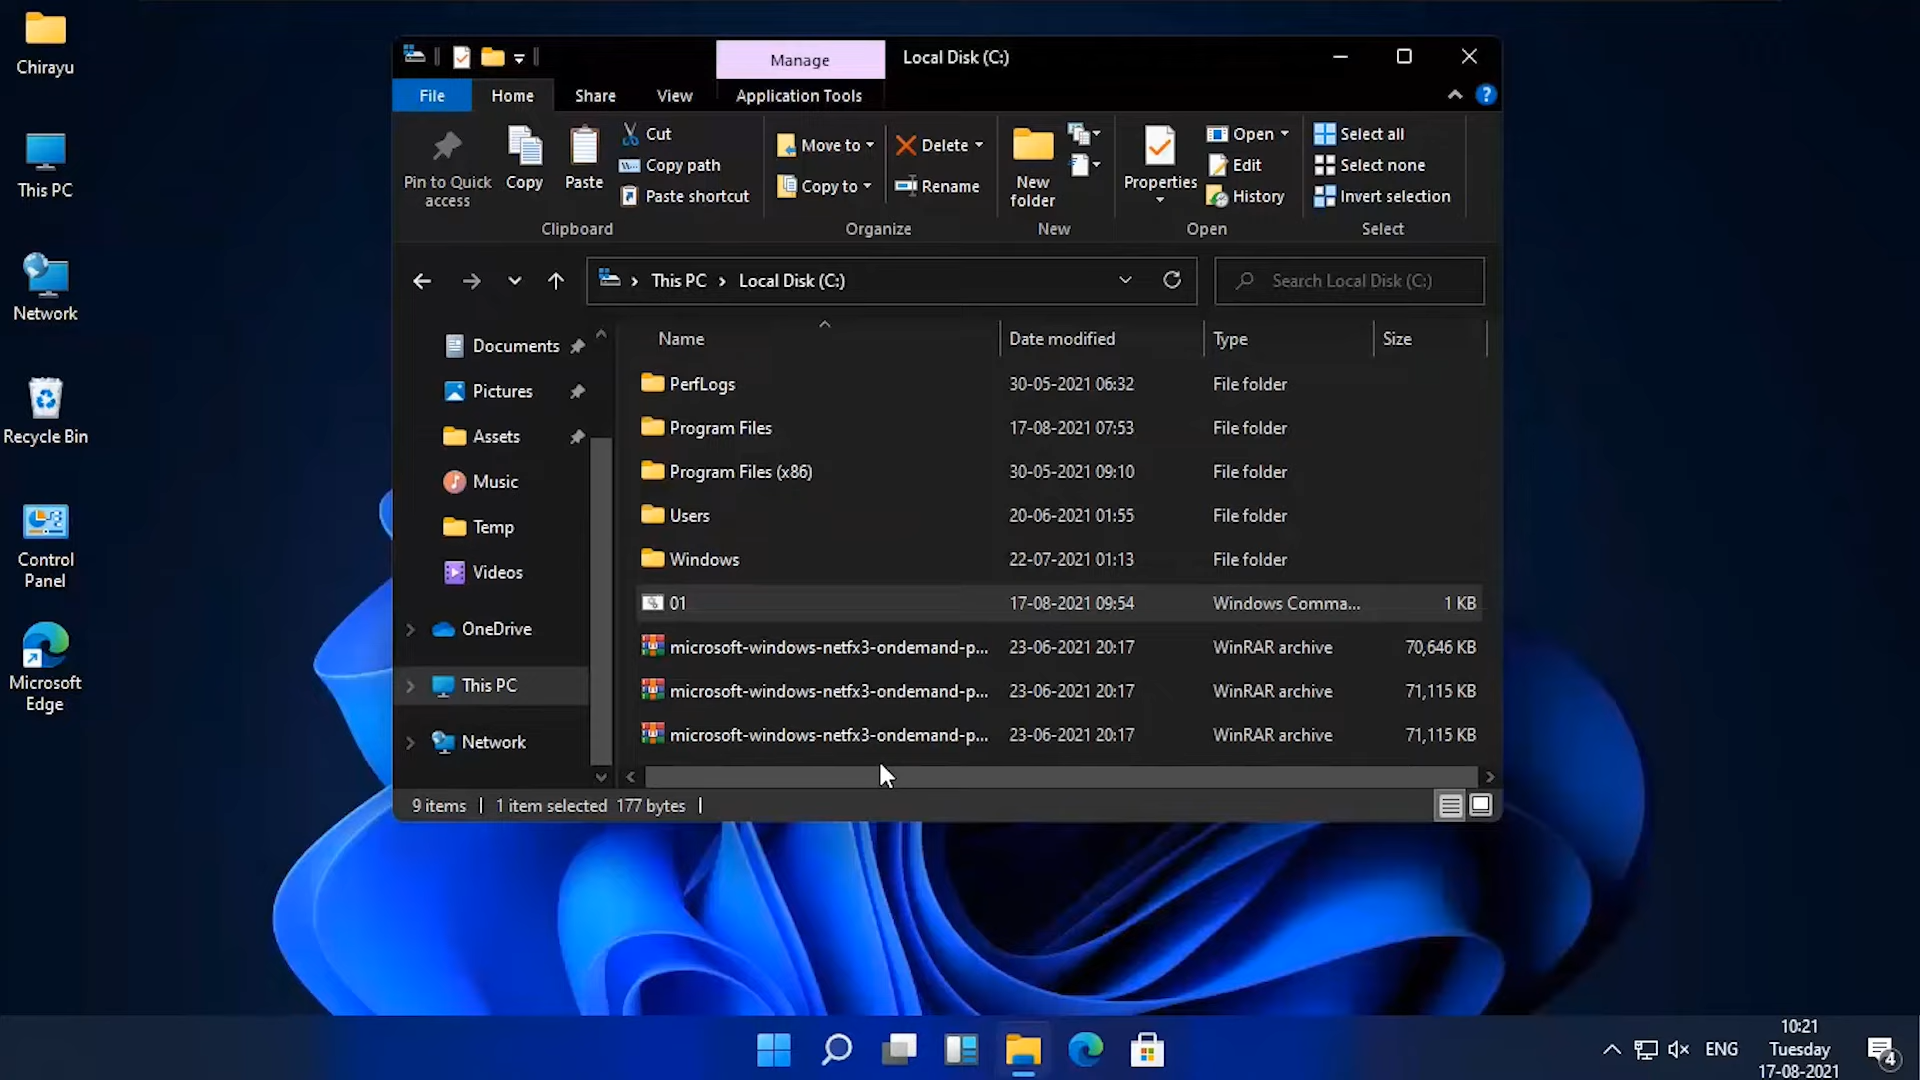 Chirayu
This PC
Network
Recycle Bin
Control
Panel
Microsoft
Edge
Manage
Local Disk (C:)
File
Home
Share
View
Application Tools
?
Pin to Quick
access
Copy
Paste
Cut
Copy path
Paste shortcut
Clipboard
Move to
Copy to
Delete
Rename
Organize
New
folder
New
Properties
Open
Edit
History
Open
Select all
Select none
Invert selection
Select
This PC
Local Disk (C:)
Search Local Disk (C:)
Documents
Pictures
Assets
Music
Temp
Videos
OneDrive
This PC
Network
Name Date modified Type Size
PerfLogs 30-05-2021 06:32 File folder
Program Files 17-08-2021 07:53 File folder
Program Files (x86) 30-05-2021 09:10 File folder
Users 20-06-2021 01:55 File folder
Windows 22-07-2021 01:13 File folder
01 17-08-2021 09:54 Windows Comma... 1 KB
microsoft-windows-netfx3-ondemand-p... 23-06-2021 20:17 WinRAR archive 70,646 KB
microsoft-windows-netfx3-ondemand-p... 23-06-2021 20:17 WinRAR archive 71,115 KB
microsoft-windows-netfx3-ondemand-p... 23-06-2021 20:17 WinRAR archive 71,115 KB
9 items 1 item selected 177 bytes
ENG
10:21
Tuesday
17-08-2021
4